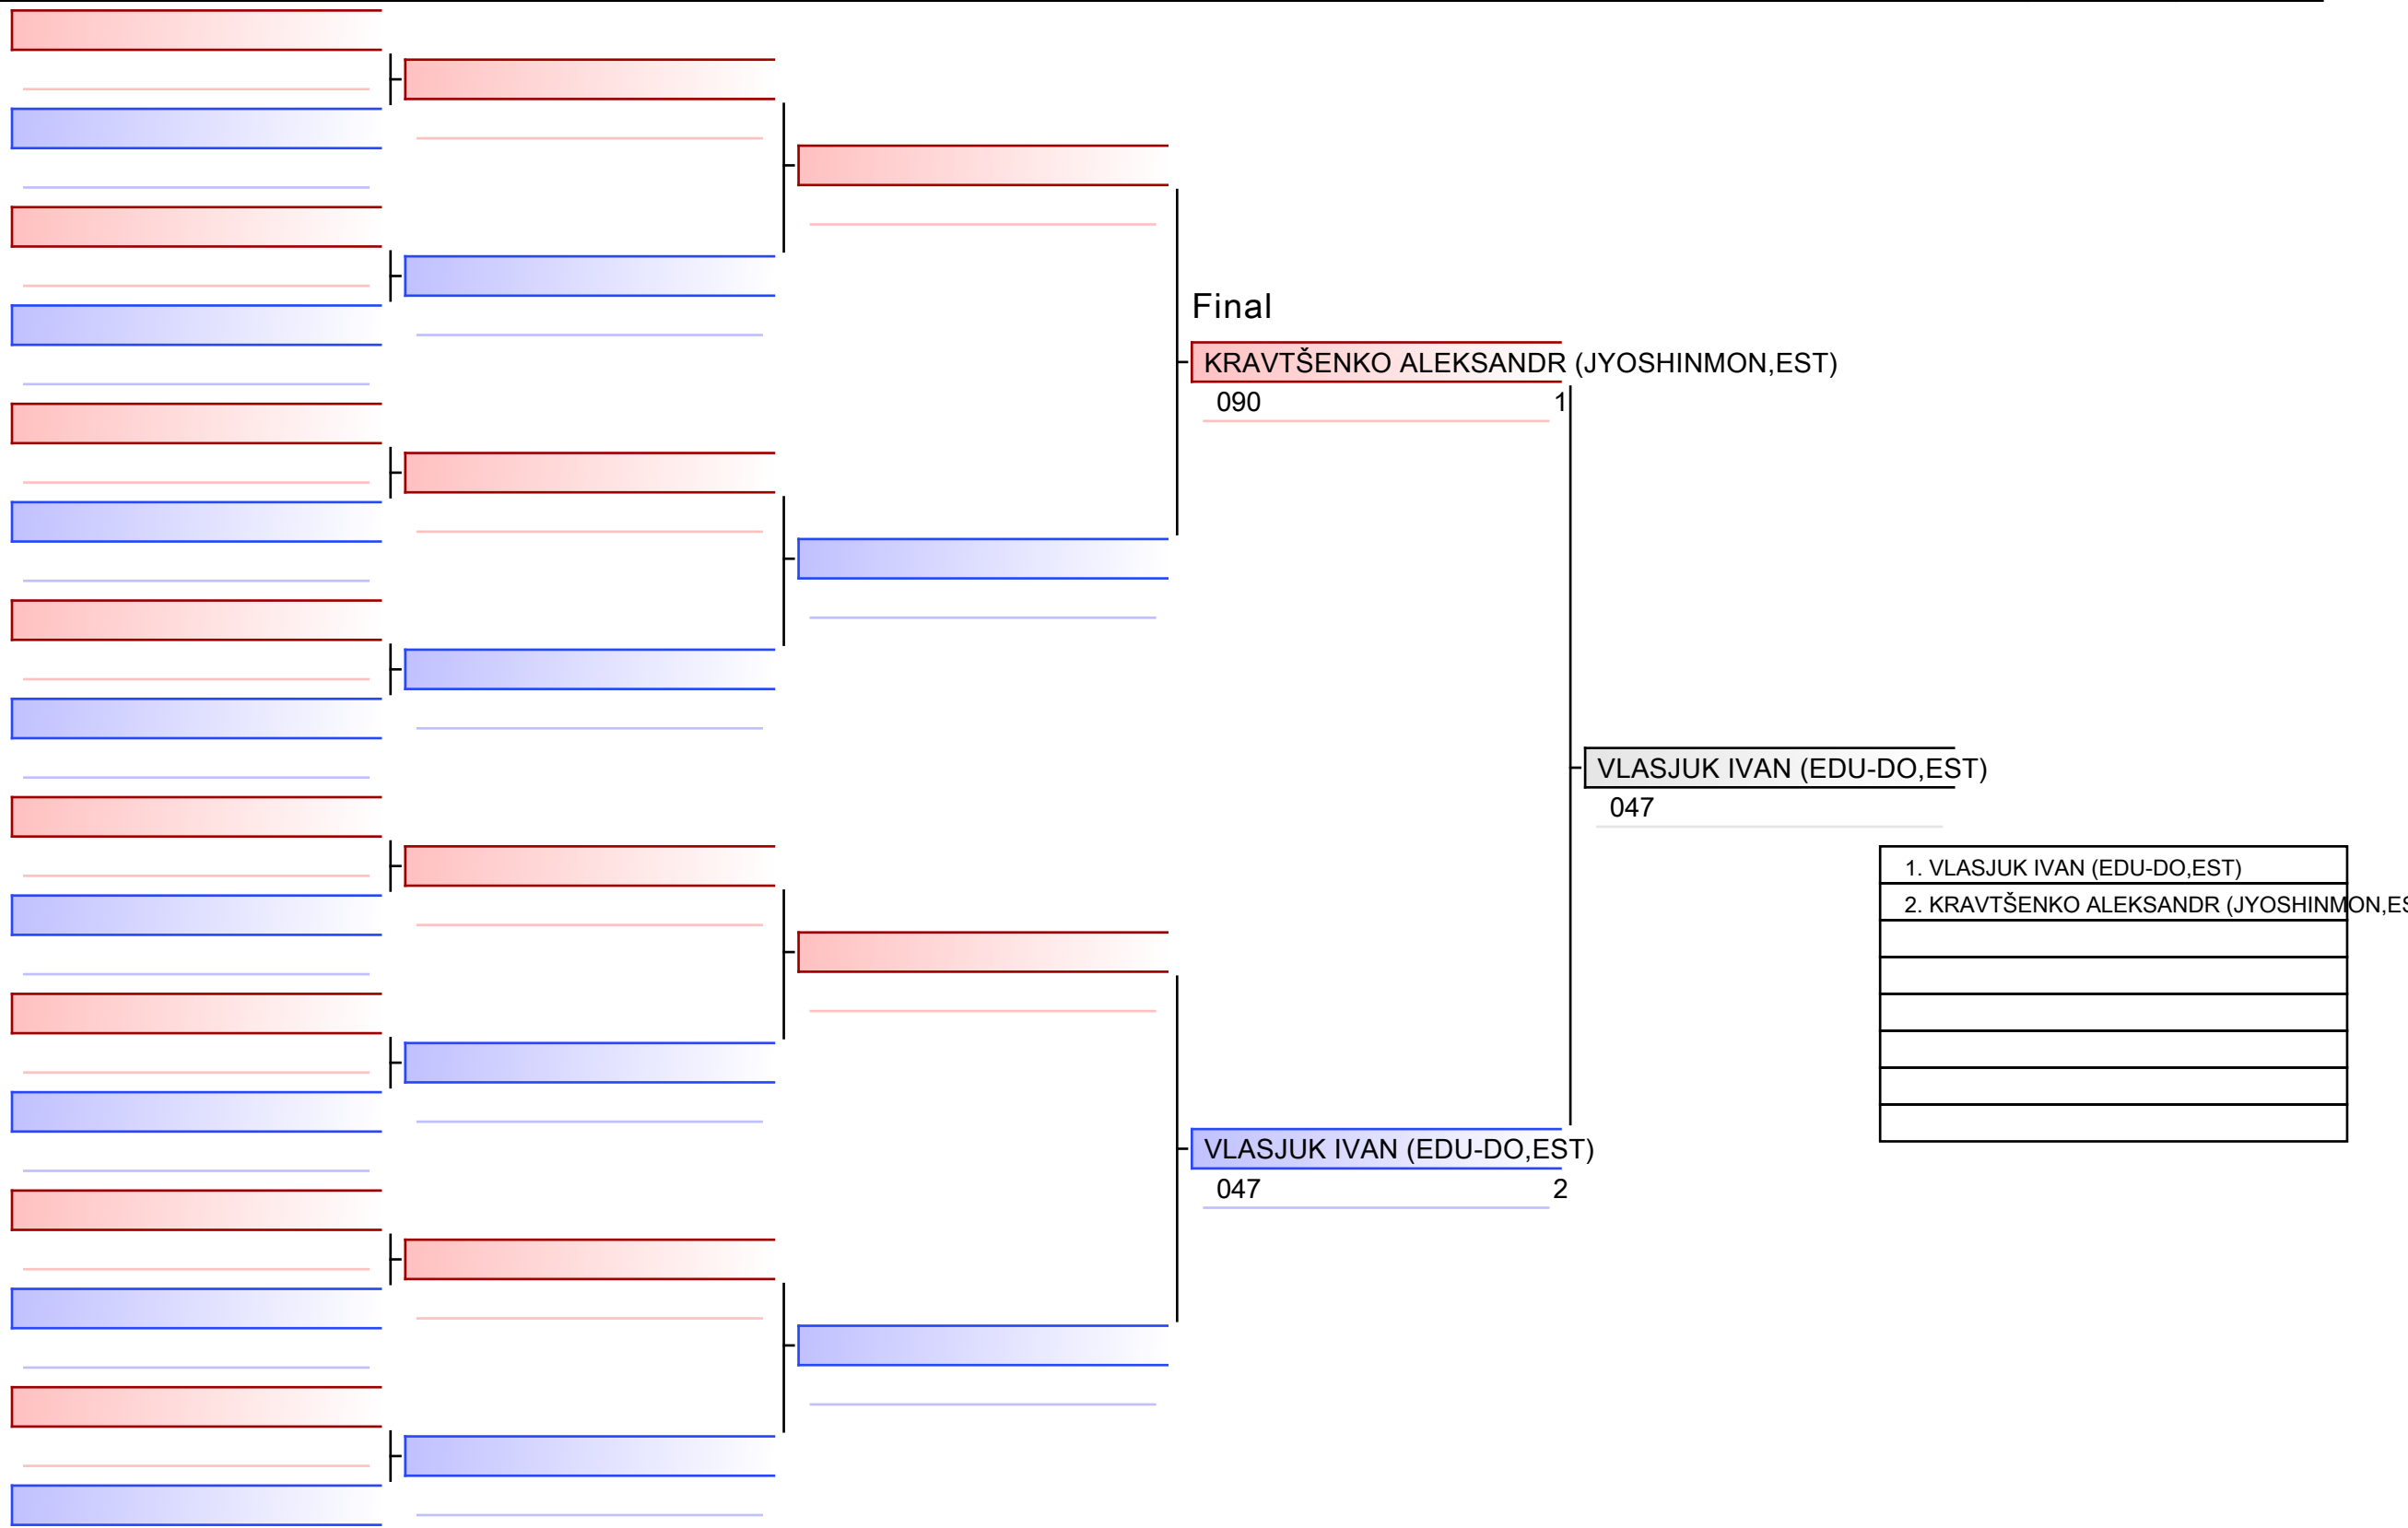 Final
KRAVTŠENKO ALEKSANDR (JYOSHINMON,EST)
090 1
VLASJUK IVAN (EDU-DO,EST)
047
1. VLASJUK IVAN (EDU-DO,EST)
2. KRAVTŠENKO ALEKSANDR (JYOSHINMON,ES
VLASJUK IVAN (EDU-DO,EST)
047 2